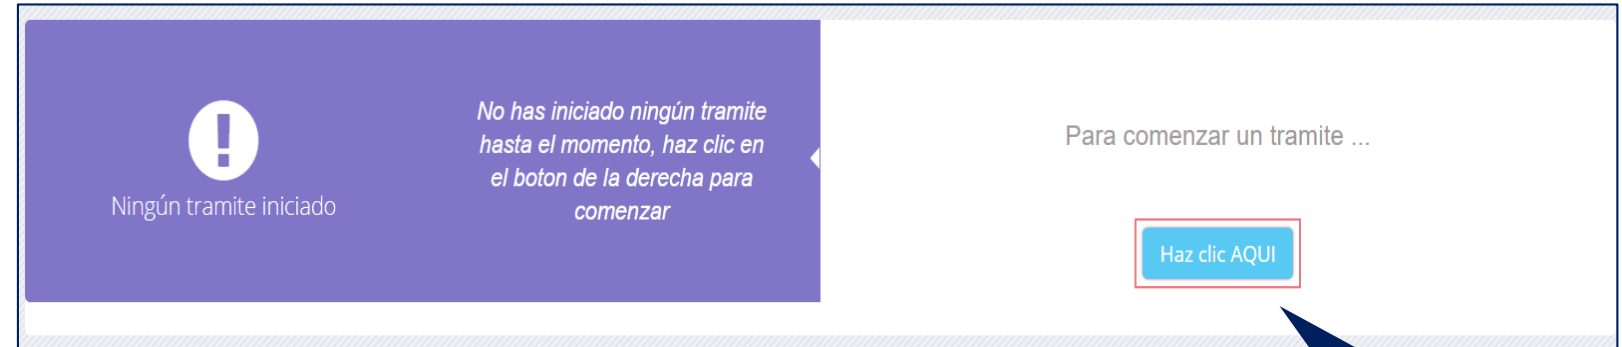 Ningún tramite iniciado
No has iniciado ningún tramite
hasta el momento, haz clic en
el boton de la derecha para
comenzar
Para comenzar un tramite ...
Haz clic AQUI